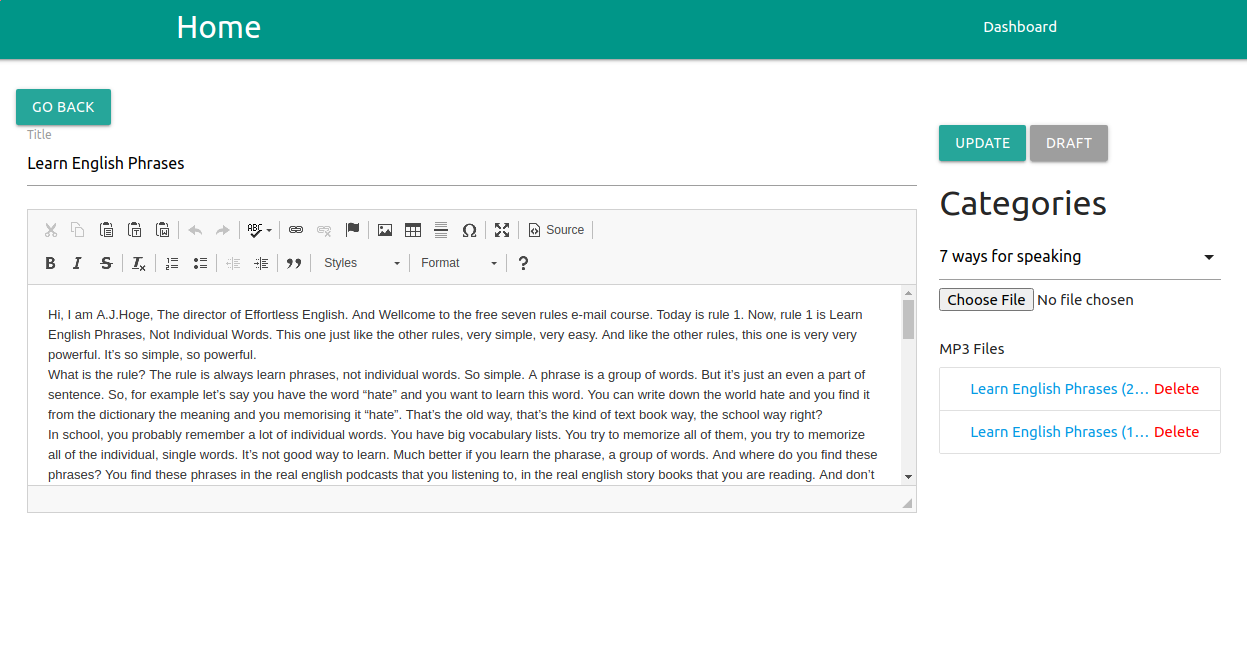 Home
Dashboard
GO BACK
Title
Learn English Phrases
ABC
Source
B I S Tx
Styles
Format
?
Hi, I am A.J.Hoge, The director of Effortless English. And Wellcome to the free seven rules e-mail course. Today is rule 1. Now, rule 1 is Learn
English Phrases, Not Individual Words. This one just like the other rules, very simple, very easy. And like the other rules, this one is very very
powerful. It’s so simple, so powerful.
What is the rule? The rule is always learn phrases, not individual words. So simple. A phrase is a group of words. But it’s just an even a part of
sentence. So, for example let’s say you have the word “hate” and you want to learn this word. You can write down the world hate and you find it
from the dictionary the meaning and you memorising it “hate”. That’s the old way, that’s the kind of text book way, the school way right?
In school, you probably remember a lot of individual words. You have big vocabulary lists. You try to memorize all of them, you try to memorize
all of the individual, single words. It’s not good way to learn. Much better if you learn the pharase, a group of words. And where do you find these
phrases? You find these phrases in the real english podcasts that you listening to, in the real english story books that you are reading. And don’t
UPDATE
DRAFT
Categories
7 ways for speaking
Choose File No file chosen
MP3 Files
Learn English Phrases (2... Delete
Learn English Phrases (1... Delete